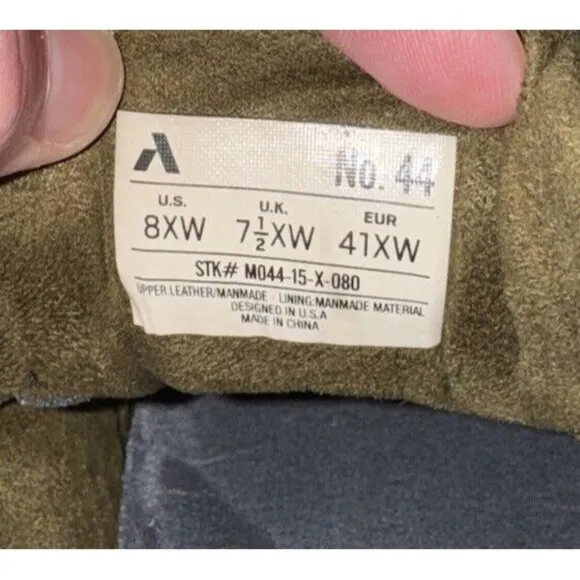 No. 44
U.S. U.K. EUR
8XW 7½XW 41XW
STK# M044-15-X-080
UPPER:LEATHER/MANMADE - LINING:MANMADE MATERIAL
DESIGNED IN U.S.A
MADE IN CHINA